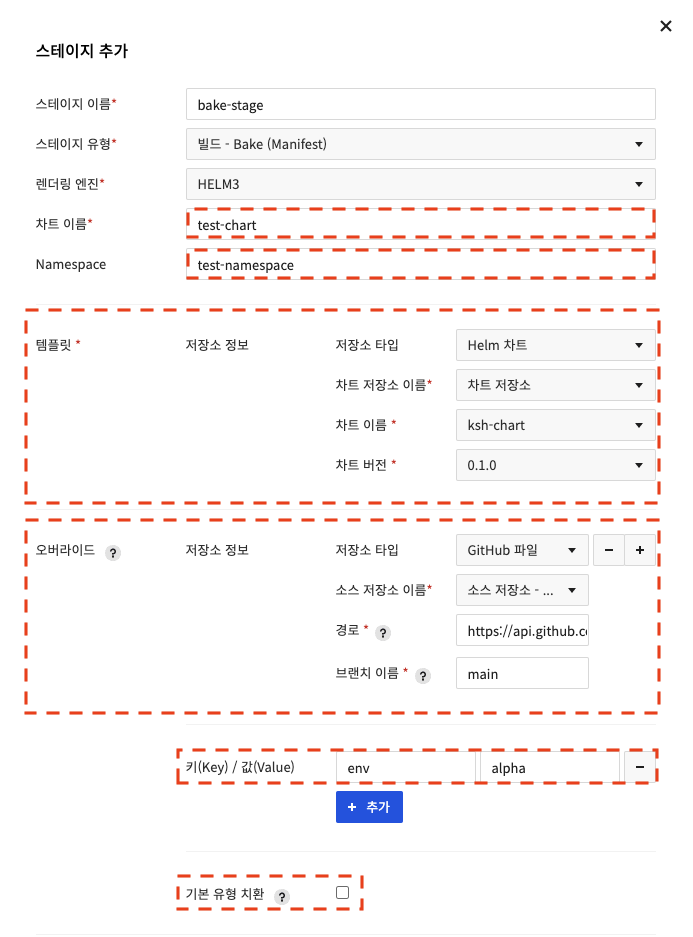 스테이지 추가
스테이지 이름* bake-stage
스테이지 유형* 빌드 - Bake (Manifest)
렌더링 엔진* HELM3
차트 이름* test-chart
Namespace test-namespace
템플릿 * 저장소 정보 저장소 타입 Helm 차트
차트 저장소 이름* 차트 저장소
차트 이름 * ksh-chart
차트 버전 * 0.1.0
오버라이드 ? 저장소 정보 저장소 타입 GitHub 파일 − +
소스 저장소 이름* 소스 저장소 - ...
경로 * ? https://api.github.c
브랜치 이름 * ? main
키(Key) / 값(Value) env alpha −
+ 추가
기본 유형 치환 ?